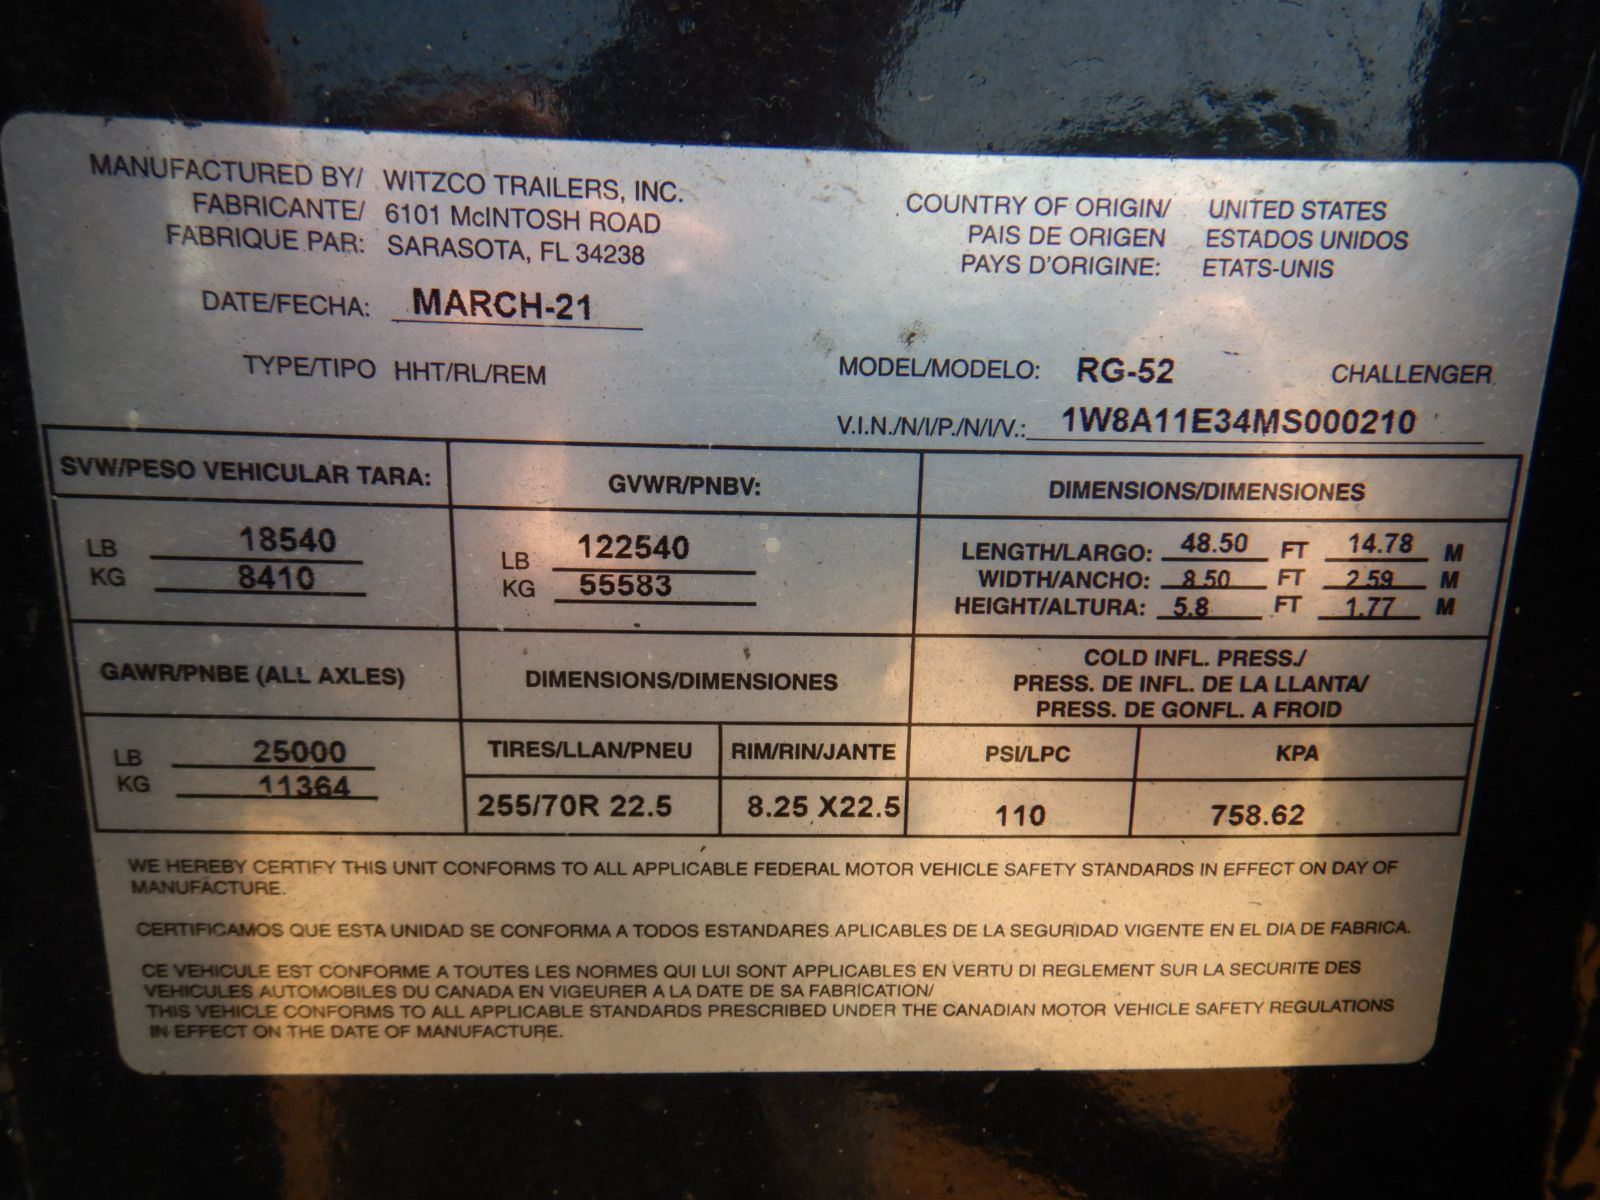 MANUFACTURED BY/ WITZCO TRAILERS, INC.
FABRICANTE/ 6101 McINTOSH ROAD
FABRIQUE PAR: SARASOTA, FL 34238
COUNTRY OF ORIGIN/ UNITED STATES
PAIS DE ORIGEN ESTADOS UNIDOS
PAYS D'ORIGINE: ETATS-UNIS
DATE/FECHA: MARCH-21
TYPE/TIPO HHT/RL/REM
MODEL/MODELO: RG-52 CHALLENGER
V.I.N./N/I/P./N/I/V.: 1W8A11E34MS000210
SVW/PESO VEHICULAR TARA: GVWR/PNBV: DIMENSIONS/DIMENSIONES
LB 18540
KG 8410
LB 122540
KG 55583
LENGTH/LARGO: 48.50 FT 14.78 M
WIDTH/ANCHO: 8.50 FT 2.59 M
HEIGHT/ALTURA: 5.8 FT 1.77 M
GAWR/PNBE (ALL AXLES)
DIMENSIONS/DIMENSIONES
COLD INFL. PRESS./
PRESS. DE INFL. DE LA LLANTA/
PRESS. DE GONFL. A FROID
LB 25000
KG 11364
TIRES/LLAN/PNEU RIM/RIN/JANTE PSI/LPC KPA
255/70R 22.5 8.25 X22.5 110 758.62
WE HEREBY CERTIFY THIS UNIT CONFORMS TO ALL APPLICABLE FEDERAL MOTOR VEHICLE SAFETY STANDARDS IN EFFECT ON DAY OF
MANUFACTURE.
CERTIFICAMOS QUE ESTA UNIDAD SE CONFORMA A TODOS ESTANDARES APLICABLES DE LA SEGURIDAD VIGENTE EN EL DIA DE FABRICA.
CE VEHICULE EST CONFORME A TOUTES LES NORMES QUI LUI SONT APPLICABLES EN VERTU DI REGLEMENT SUR LA SECURITE DES
VEHICULES AUTOMOBILES DU CANADA EN VIGEURER A LA DATE DE SA FABRICATION/
THIS VEHICLE CONFORMS TO ALL APPLICABLE STANDARDS PRESCRIBED UNDER THE CANADIAN MOTOR VEHICLE SAFETY REGULATIONS
IN EFFECT ON THE DATE OF MANUFACTURE.